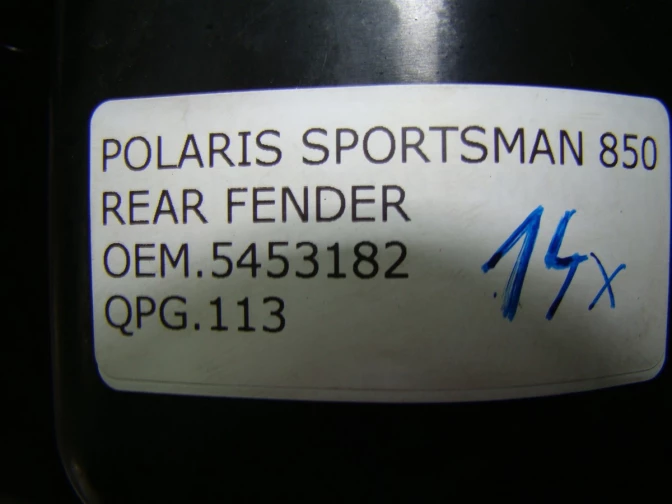 POLARIS SPORTSMAN 850
REAR FENDER
OEM.5453182
QPG.113
14x